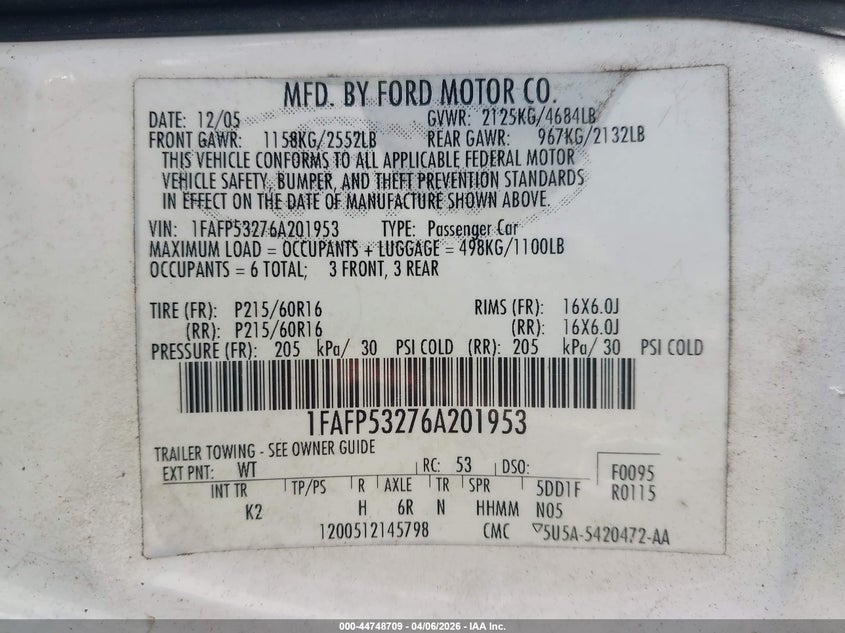 MFD. BY FORD MOTOR CO.
DATE: 12/05 GVWR: 2125KG/4684LB
FRONT GAWR: 1158KG/2552LB REAR GAWR: 967KG/2132LB
THIS VEHICLE CONFORMS TO ALL APPLICABLE FEDERAL MOTOR
VEHICLE SAFETY, BUMPER, AND THEFT PREVENTION STANDARDS
IN EFFECT ON THE DATE OF MANUFACTURE SHOWN ABOVE.
VIN: 1FAFP53276A201953 TYPE: Passenger Car
MAXIMUM LOAD = OCCUPANTS + LUGGAGE = 498KG/1100LB
OCCUPANTS = 6 TOTAL; 3 FRONT, 3 REAR
TIRE (FR): P215/60R16 RIMS (FR): 16X6.0J
(RR): P215/60R16 (RR): 16X6.0J
PRESSURE (FR): 205 kPa/ 30 PSI COLD (RR): 205 kPa/ 30 PSI COLD
1FAFP53276A201953
TRAILER TOWING - SEE OWNER GUIDE
EXT PNT: WT RC: 53 DSO: F0095
INT TR TP/PS R AXLE TR SPR 5DD1F R0115
K2 H 6R N HHMM N05
1200512145798 CMC ▽5U5A-5420472-AA
000-44748709 - 04/06/2026 - IAA Inc.